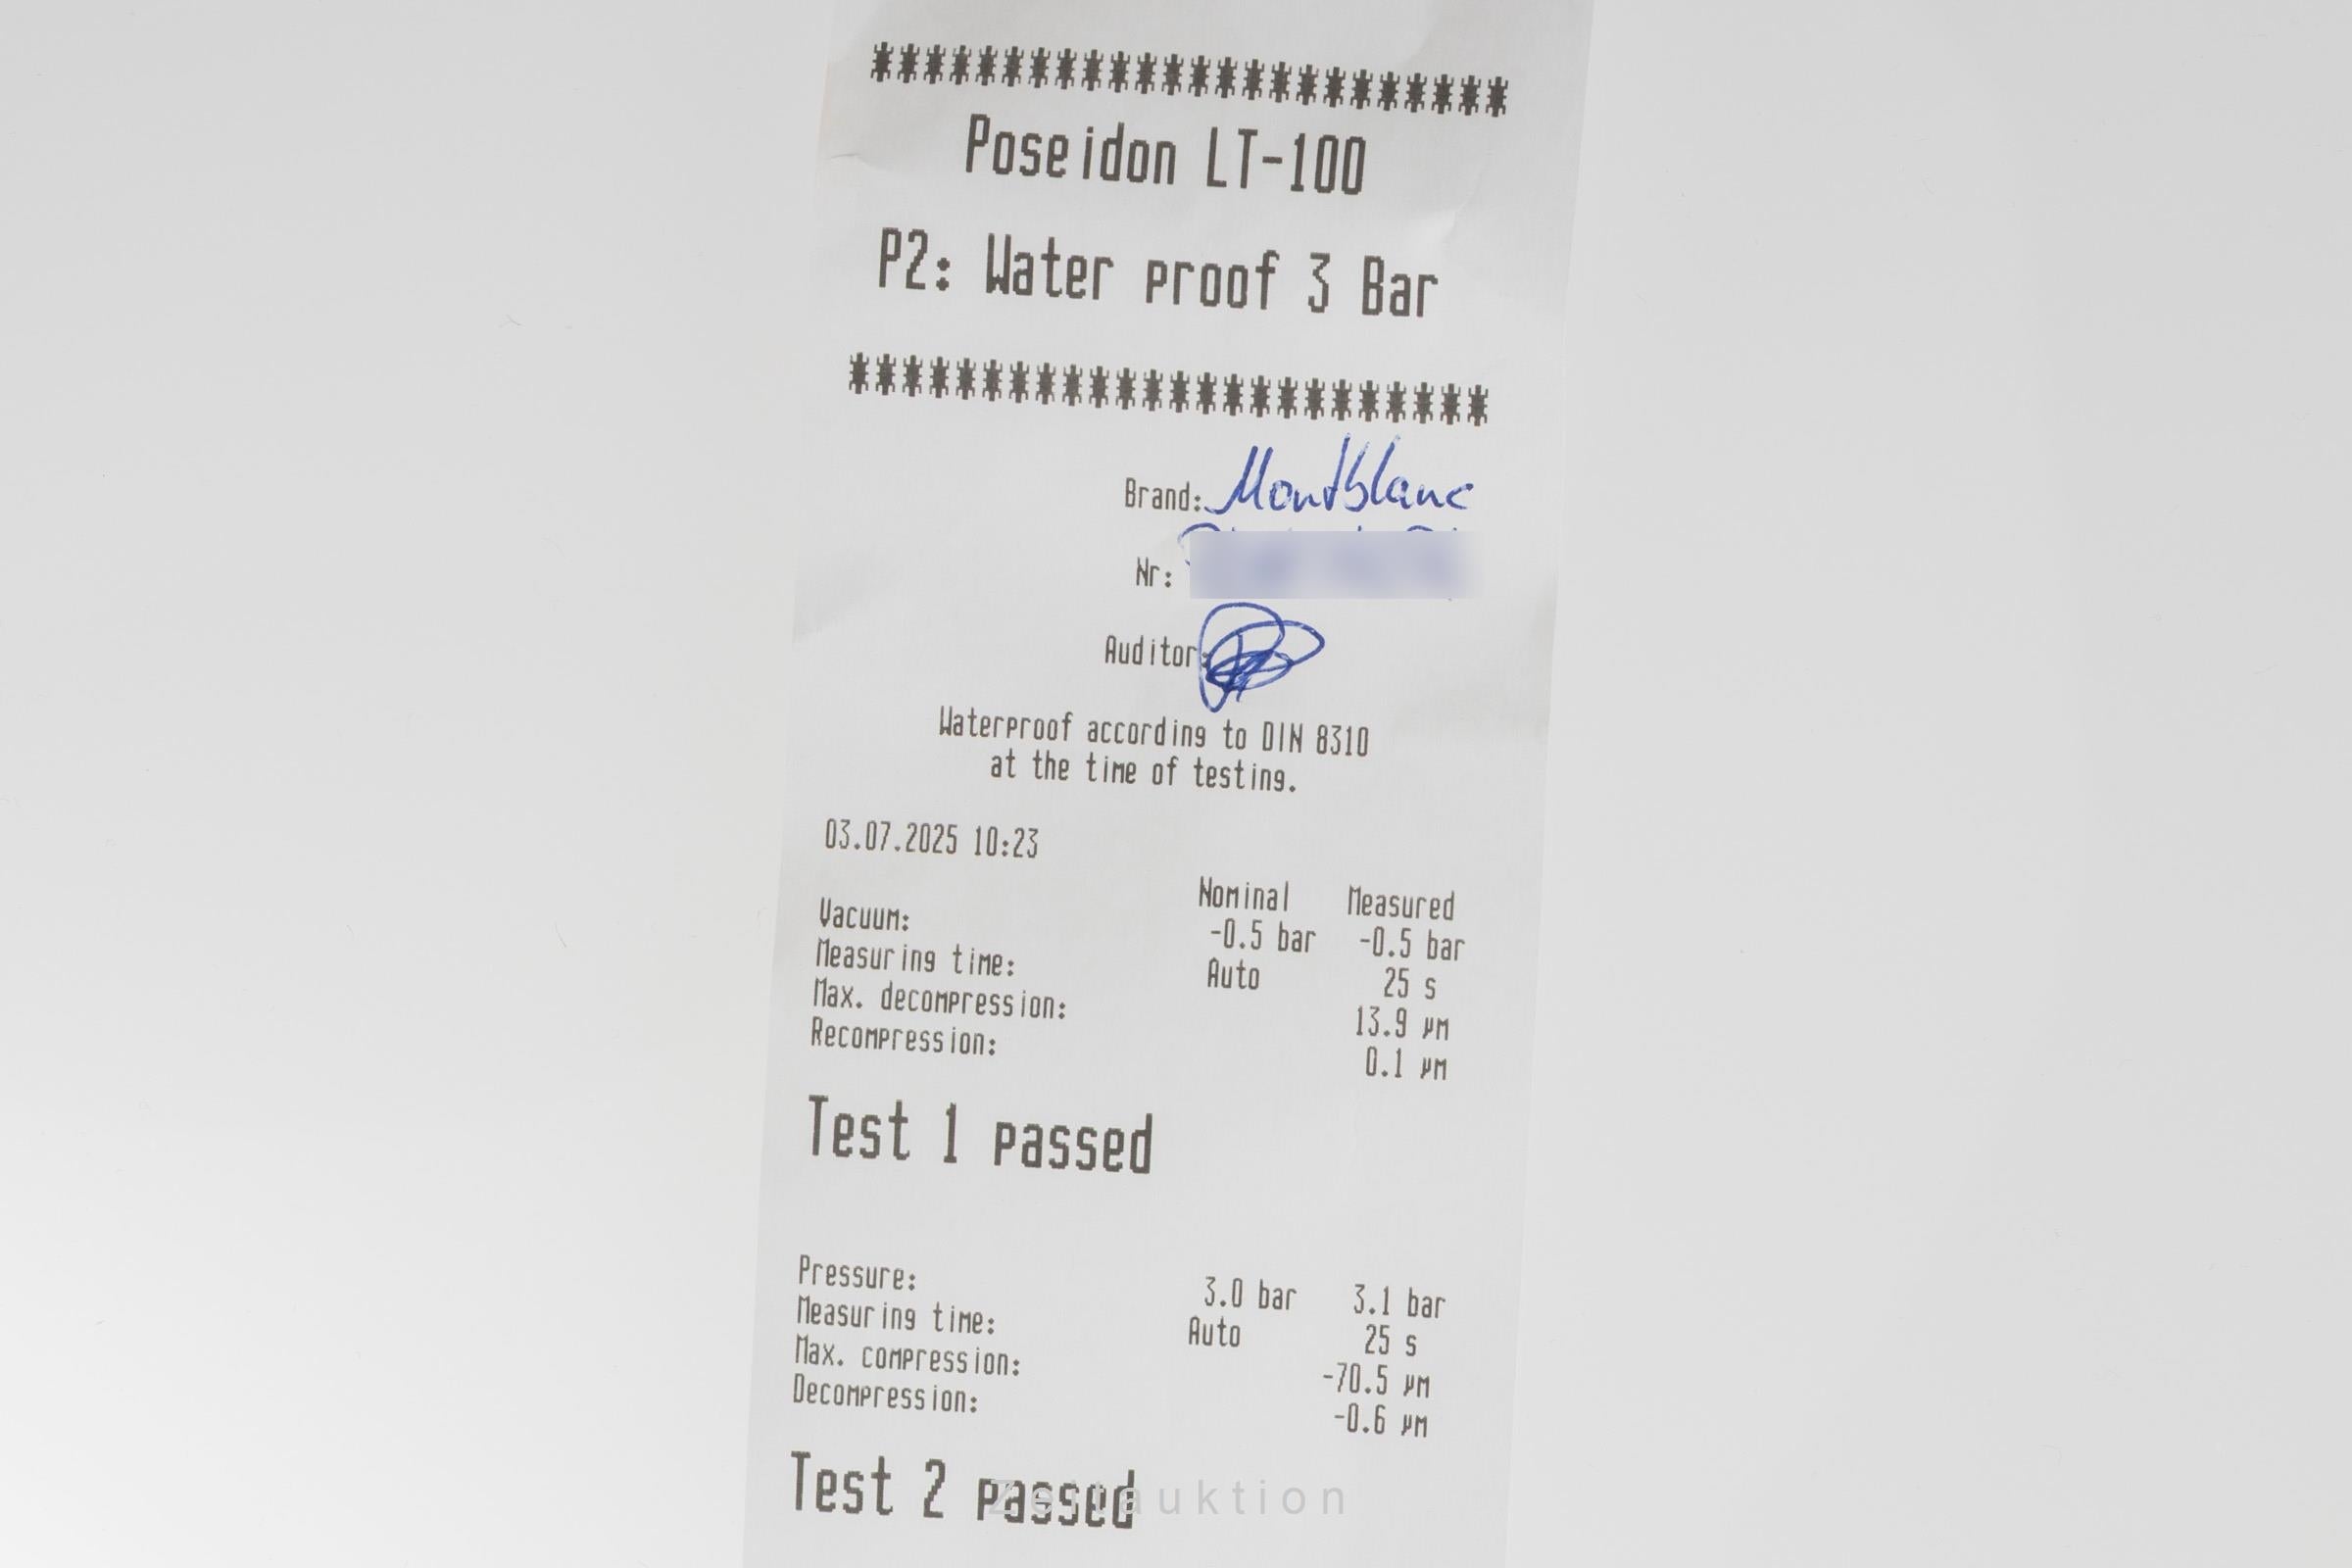 ************************
Poseidon LT-100
P2: Water proof 3 Bar
************************
Brand: Montblanc
Nr:
Auditor:
Waterproof according to DIN 8310
at the time of testing.
03.07.2025 10:23
Nominal Measured
Vacuum: -0.5 bar -0.5 bar
Measuring time: Auto 25 s
Max. decompression: 13.9 µm
Recompression: 0.1 µm
Test 1 passed
Pressure: 3.0 bar 3.1 bar
Measuring time: Auto 25 s
Max. compression: -70.5 µm
Decompression: -0.6 µm
Test 2 passed
Zeitauktion